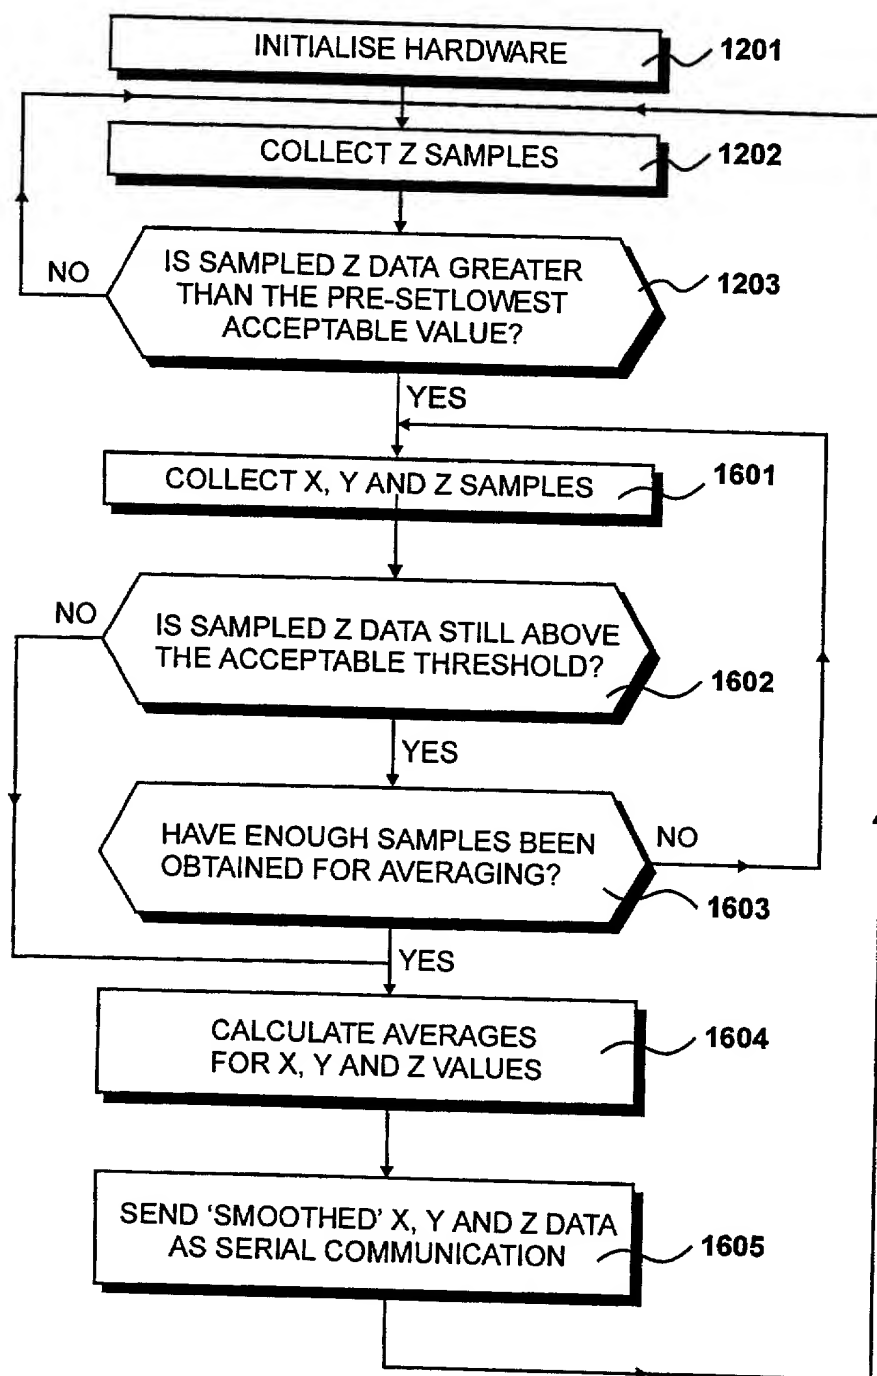 INITIALISE HARDWARE
1201
COLLECT Z SAMPLES
1202
IS SAMPLED Z DATA GREATER
THAN THE PRE-SETLOWEST
ACCEPTABLE VALUE?
1203
NO
YES
COLLECT X, Y AND Z SAMPLES
1601
NO
IS SAMPLED Z DATA STILL ABOVE
THE ACCEPTABLE THRESHOLD?
1602
YES
HAVE ENOUGH SAMPLES BEEN
OBTAINED FOR AVERAGING?
NO
1603
YES
CALCULATE AVERAGES
FOR X, Y AND Z VALUES
1604
SEND ‘SMOOTHED’ X, Y AND Z DATA
AS SERIAL COMMUNICATION
1605